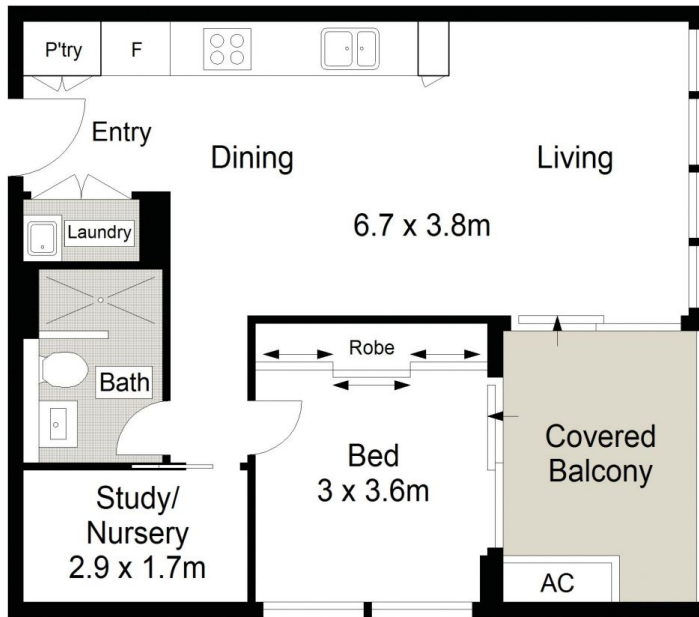 P'try
F
Entry
Dining
Living
6.7 x 3.8m
Laundry
Bath
Robe
Bed
3 x 3.6m
Covered
Balcony
Study/
Nursery
2.9 x 1.7m
AC